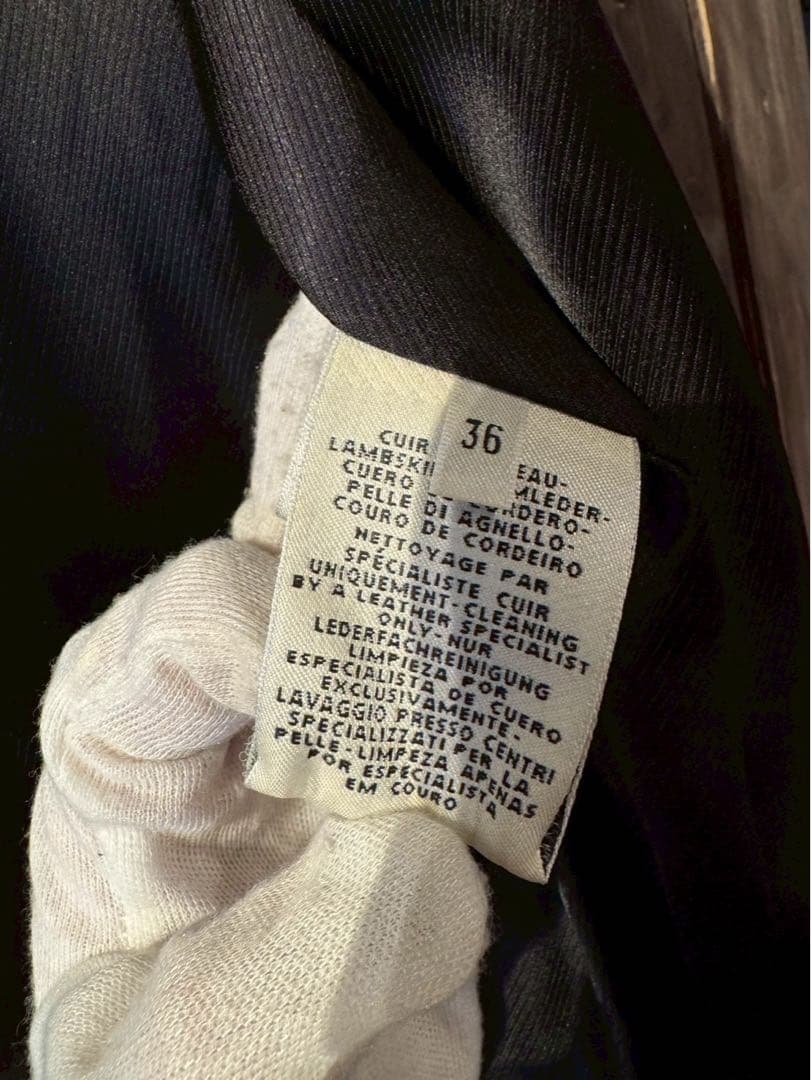 36
CUIR
EAU-
CUERO
PELLE DI AGNELLO-
COURO DE CORDEIRO
NETTOYAGE PAR
SPÉCIALISTE CUIR
UNIQUEMENT-CLEANING
BY A LEATHER SPECIALIST
ONLY-NUR
LEDERFACHREINIGUNG
LIMPIEZA POR
ESPECIALISTA DE CUERO
EXCLUSIVAMENTE-
LAVAGGIO PRESSO CENTRI
SPECIALIZZATI PER LA
PELLE-LIMPEZA APENAS
POR ESPECIALISTA
EM COURO